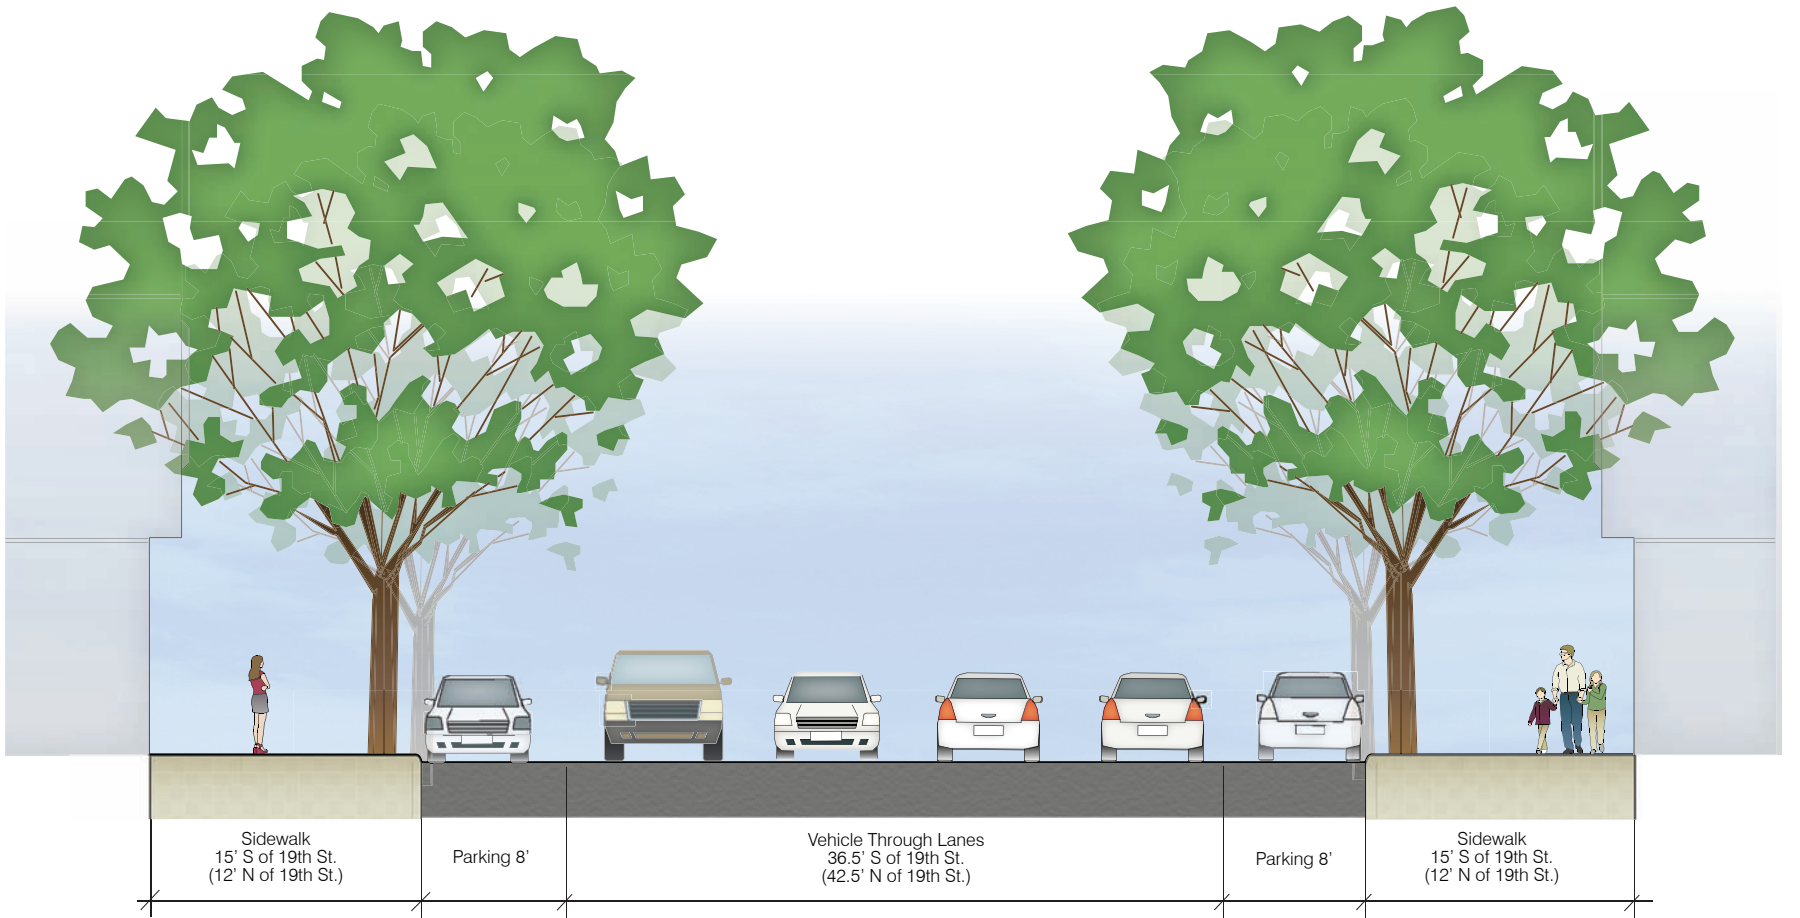 Sidewalk
15’ S of 19th St.
(12’ N of 19th St.)
Parking 8’
Vehicle Through Lanes
36.5’ S of 19th St.
(42.5’ N of 19th St.)
Parking 8’
Sidewalk
15’ S of 19th St.
(12’ N of 19th St.)